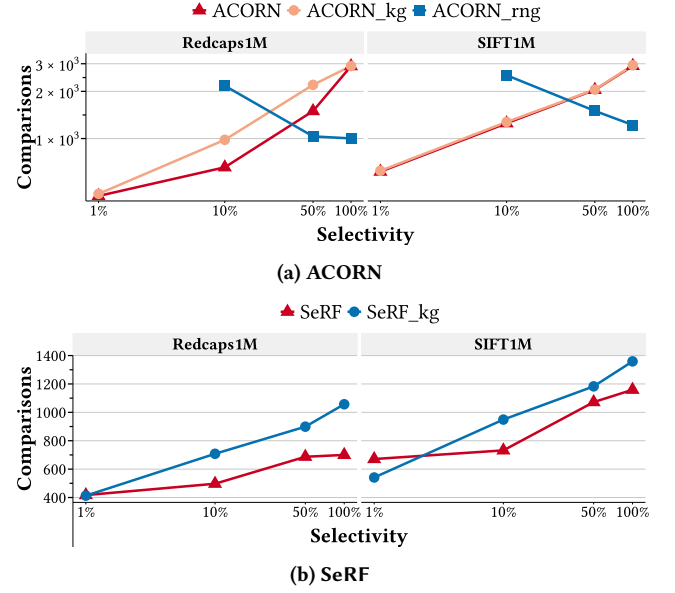 ACORN ACORN_kg ACORN_rng
Redcaps1M SIFT1M
Comparisons
3 × 10³
2 × 10³
1 × 10³
1% 10% 50% 100% 1% 10% 50% 100%
Selectivity
(a) ACORN
SeRF SeRF_kg
Redcaps1M SIFT1M
Comparisons
1400
1200
1000
800
600
400
1% 10% 50% 100% 1% 10% 50% 100%
Selectivity
(b) SeRF